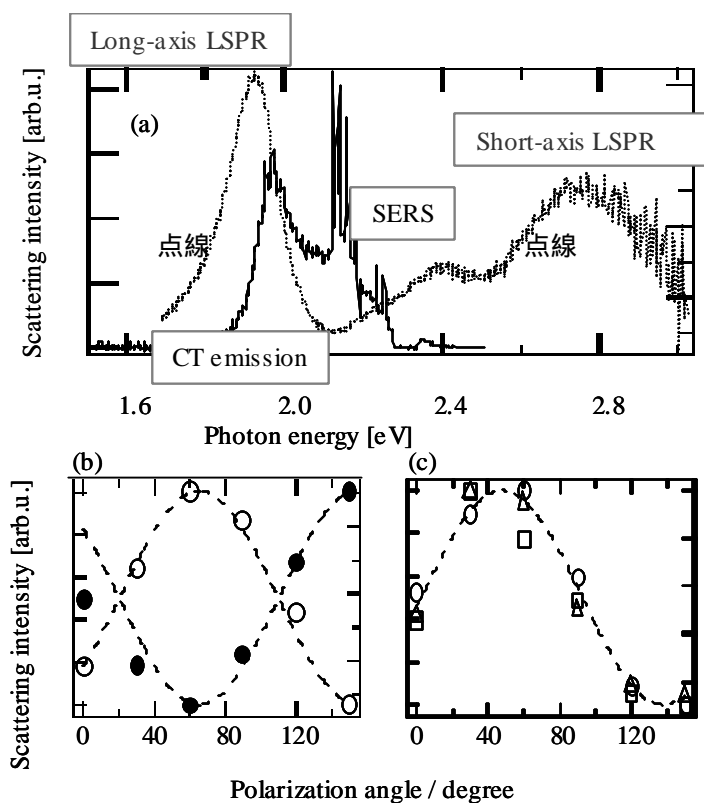 Long-axis LSPR
(a)
Short-axis LSPR
SERS
点線
点線
CT emission
Scattering intensity [arb.u.]
1.6 2.0 2.4 2.8
Photon energy [eV]
(b)
(c)
Scattering intensity [arb.u.]
0 40 80 120
0 40 80 120
Polarization angle / degree